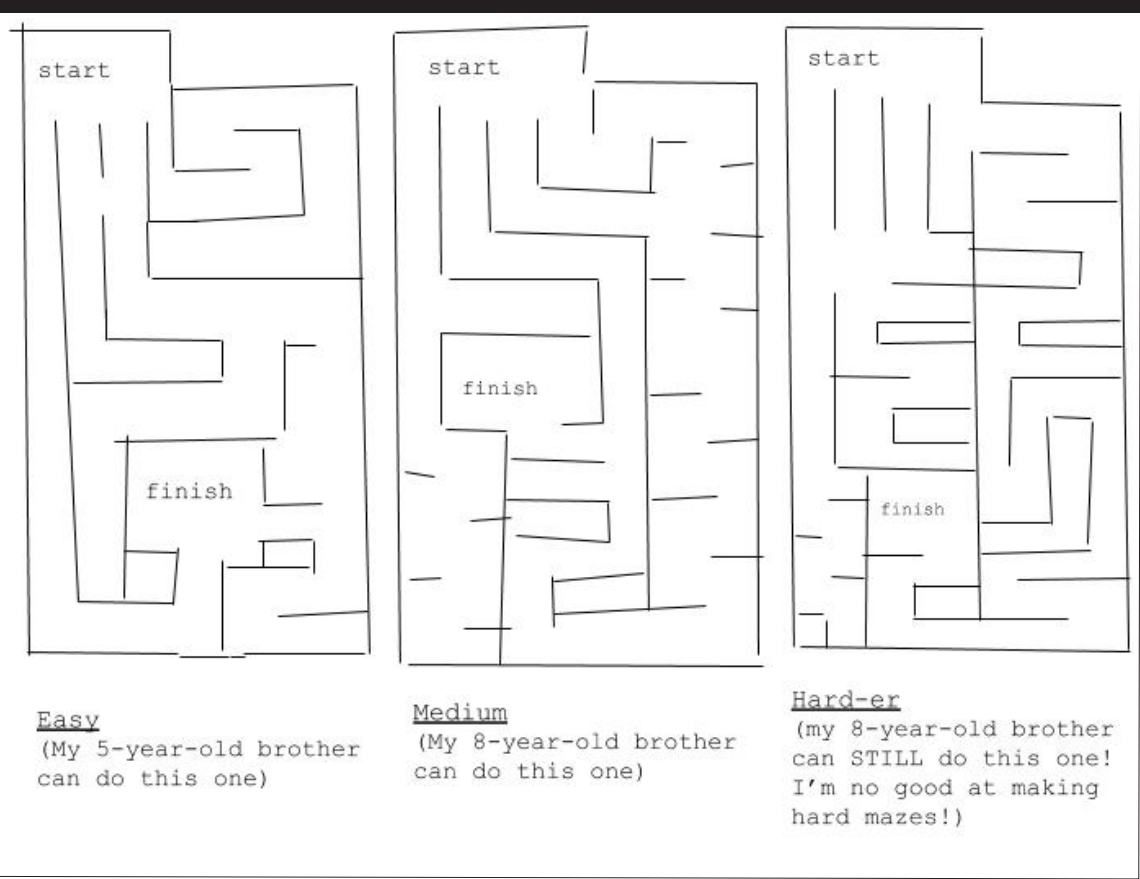 start
start
start
finish
finish
finish
Easy
(My 5-year-old brother
can do this one)
Medium
(My 8-year-old brother
can do this one)
Hard-er
(my 8-year-old brother
can STILL do this one!
I'm no good at making
hard mazes!)